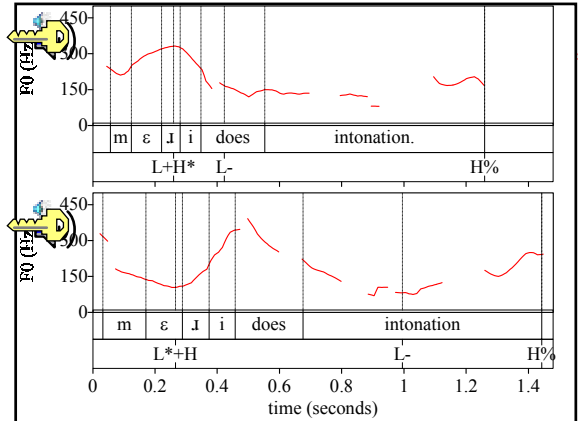 450
300
150
0
F0 (Hz)
m ɛ ɹ i does intonation.
L+H* L- H%
450
300
150
0
F0 (Hz)
m ɛ ɹ i does intonation
L*+H L- H%
0 0.2 0.4 0.6 0.8 1 1.2 1.4
time (seconds)